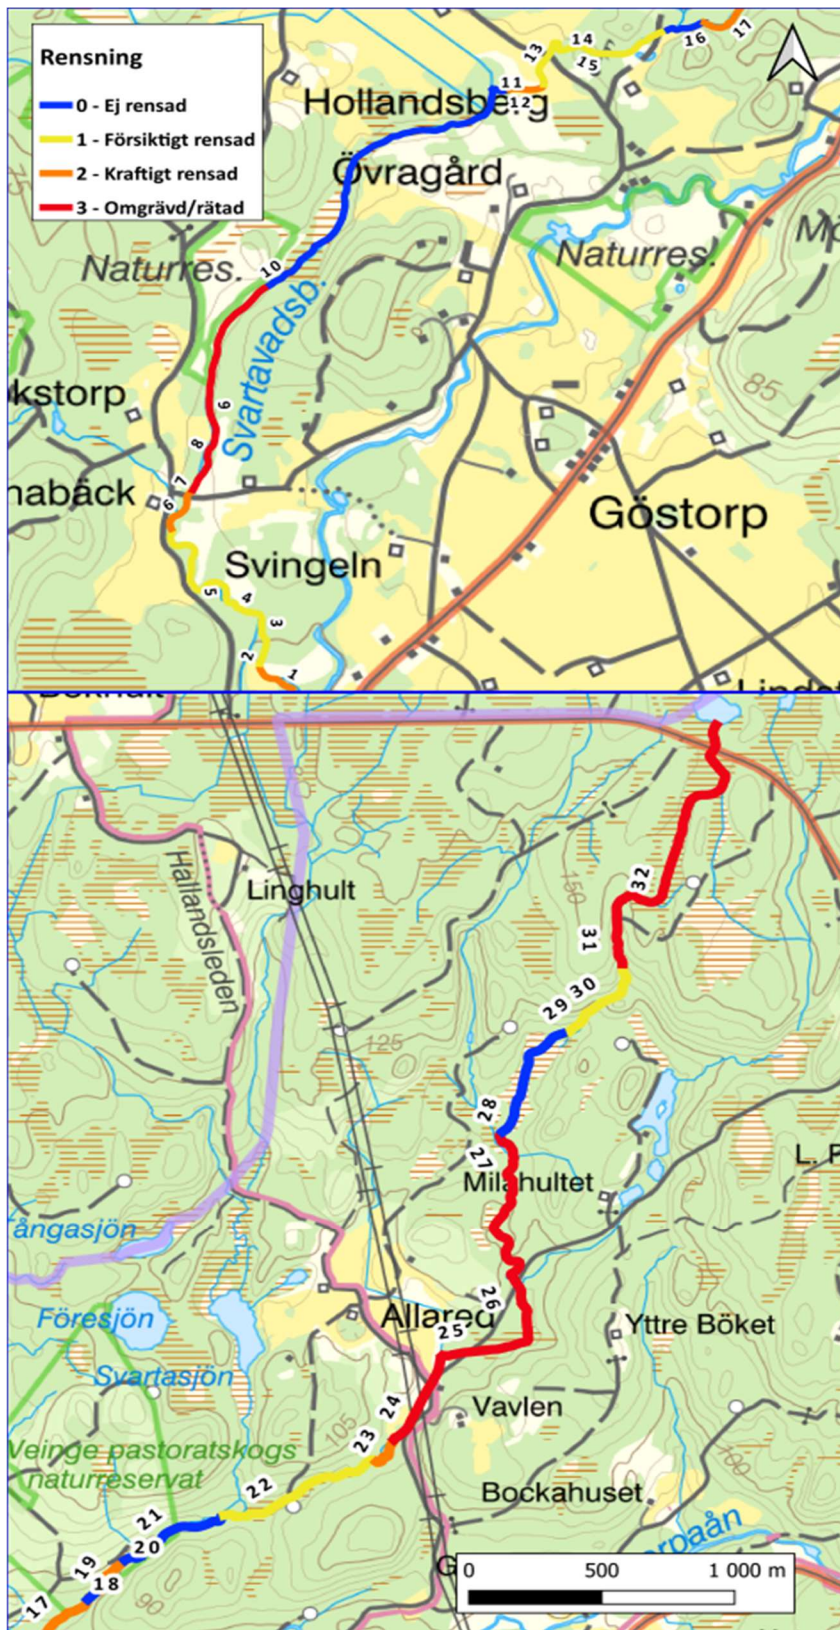 Rensning
0 - Ej rensad
1 - Försiktigt rensad
2 - Kraftigt rensad
3 - Omgrävd/rätad
13
14
15
16
17
11
12
Hollandsberg
Övragård
Naturres.
Naturres.
10
Svartavadsb.
85
kstorp
9
8
7
6
nabäck
Göstorp
Svingeln
5
4
3
2
1
Linghult
Hallandsleden
150
32
31
30
29
125
28
27
Milahultet
L.
ångasjön
26
Allared
25
Yttre Böket
Föresjön
Svartasjön
24
Vavlen
105
23
Veinge pastoratskogs
naturreservat
22
100
Bockahuset
21
20
19
18
17
90
G
orpaån
0 500 1 000 m